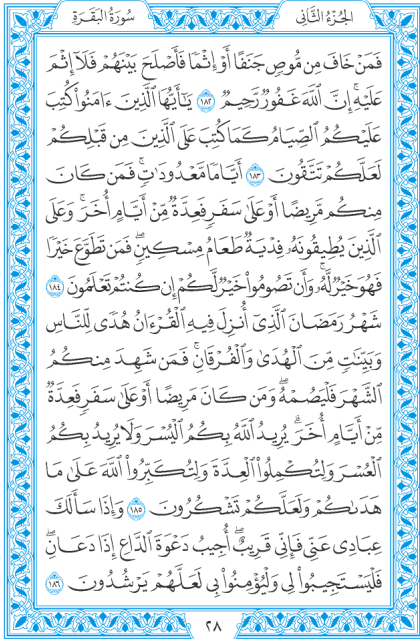 الجُزْءُ الثَّانِي
سُورَةُ البَقَرَةِ
فَمَنْ خَافَ مِن مُّوصٍ جَنَفًا أَوْ إِثْمًا فَأَصْلَحَ بَيْنَهُمْ فَلَآ إِثْمَ
عَلَيْهِ ۚ إِنَّ ٱللَّهَ غَفُورٌ رَّحِيمٌ ١٨٢ يَـٰٓأَيُّهَا ٱلَّذِينَ ءَامَنُوا۟ كُتِبَ
عَلَيْكُمُ ٱلصِّيَامُ كَمَا كُتِبَ عَلَى ٱلَّذِينَ مِن قَبْلِكُمْ
لَعَلَّكُمْ تَتَّقُونَ ١٨٣ أَيَّامًا مَّعْدُودَٰتٍ ۚ فَمَن كَانَ
مِنكُم مَّرِيضًا أَوْ عَلَىٰ سَفَرٍ فَعِدَّةٌ مِّنْ أَيَّامٍ أُخَرَ ۚ وَعَلَى
ٱلَّذِينَ يُطِيقُونَهُۥ فِدْيَةٌ طَعَامُ مِسْكِينٍ ۖ فَمَن تَطَوَّعَ خَيْرًا
فَهُوَ خَيْرٌ لَّهُۥ ۚ وَأَن تَصُومُوا۟ خَيْرٌ لَّكُمْ ۖ إِن كُنتُمْ تَعْلَمُونَ ١٨٤
شَهْرُ رَمَضَانَ ٱلَّذِىٓ أُنزِلَ فِيهِ ٱلْقُرْءَانُ هُدًى لِّلنَّاسِ
وَبَيِّنَـٰتٍ مِّنَ ٱلْهُدَىٰ وَٱلْفُرْقَانِ ۚ فَمَن شَهِدَ مِنكُمُ
ٱلشَّهْرَ فَلْيَصُمْهُ ۖ وَمَن كَانَ مَرِيضًا أَوْ عَلَىٰ سَفَرٍ فَعِدَّةٌ
مِّنْ أَيَّامٍ أُخَرَ ۗ يُرِيدُ ٱللَّهُ بِكُمُ ٱلْيُسْرَ وَلَا يُرِيدُ بِكُمُ
ٱلْعُسْرَ وَلِتُكْمِلُوا۟ ٱلْعِدَّةَ وَلِتُكَبِّرُوا۟ ٱللَّهَ عَلَىٰ مَا
هَدَىٰكُمْ وَلَعَلَّكُمْ تَشْكُرُونَ ١٨٥ وَإِذَا سَأَلَكَ
عِبَادِى عَنِّى فَإِنِّى قَرِيبٌ ۖ أُجِيبُ دَعْوَةَ ٱلدَّاعِ إِذَا دَعَانِ ۖ
فَلْيَسْتَجِيبُوا۟ لِى وَلْيُؤْمِنُوا۟ بِى لَعَلَّهُمْ يَرْشُدُونَ ١٨٦
٢٨